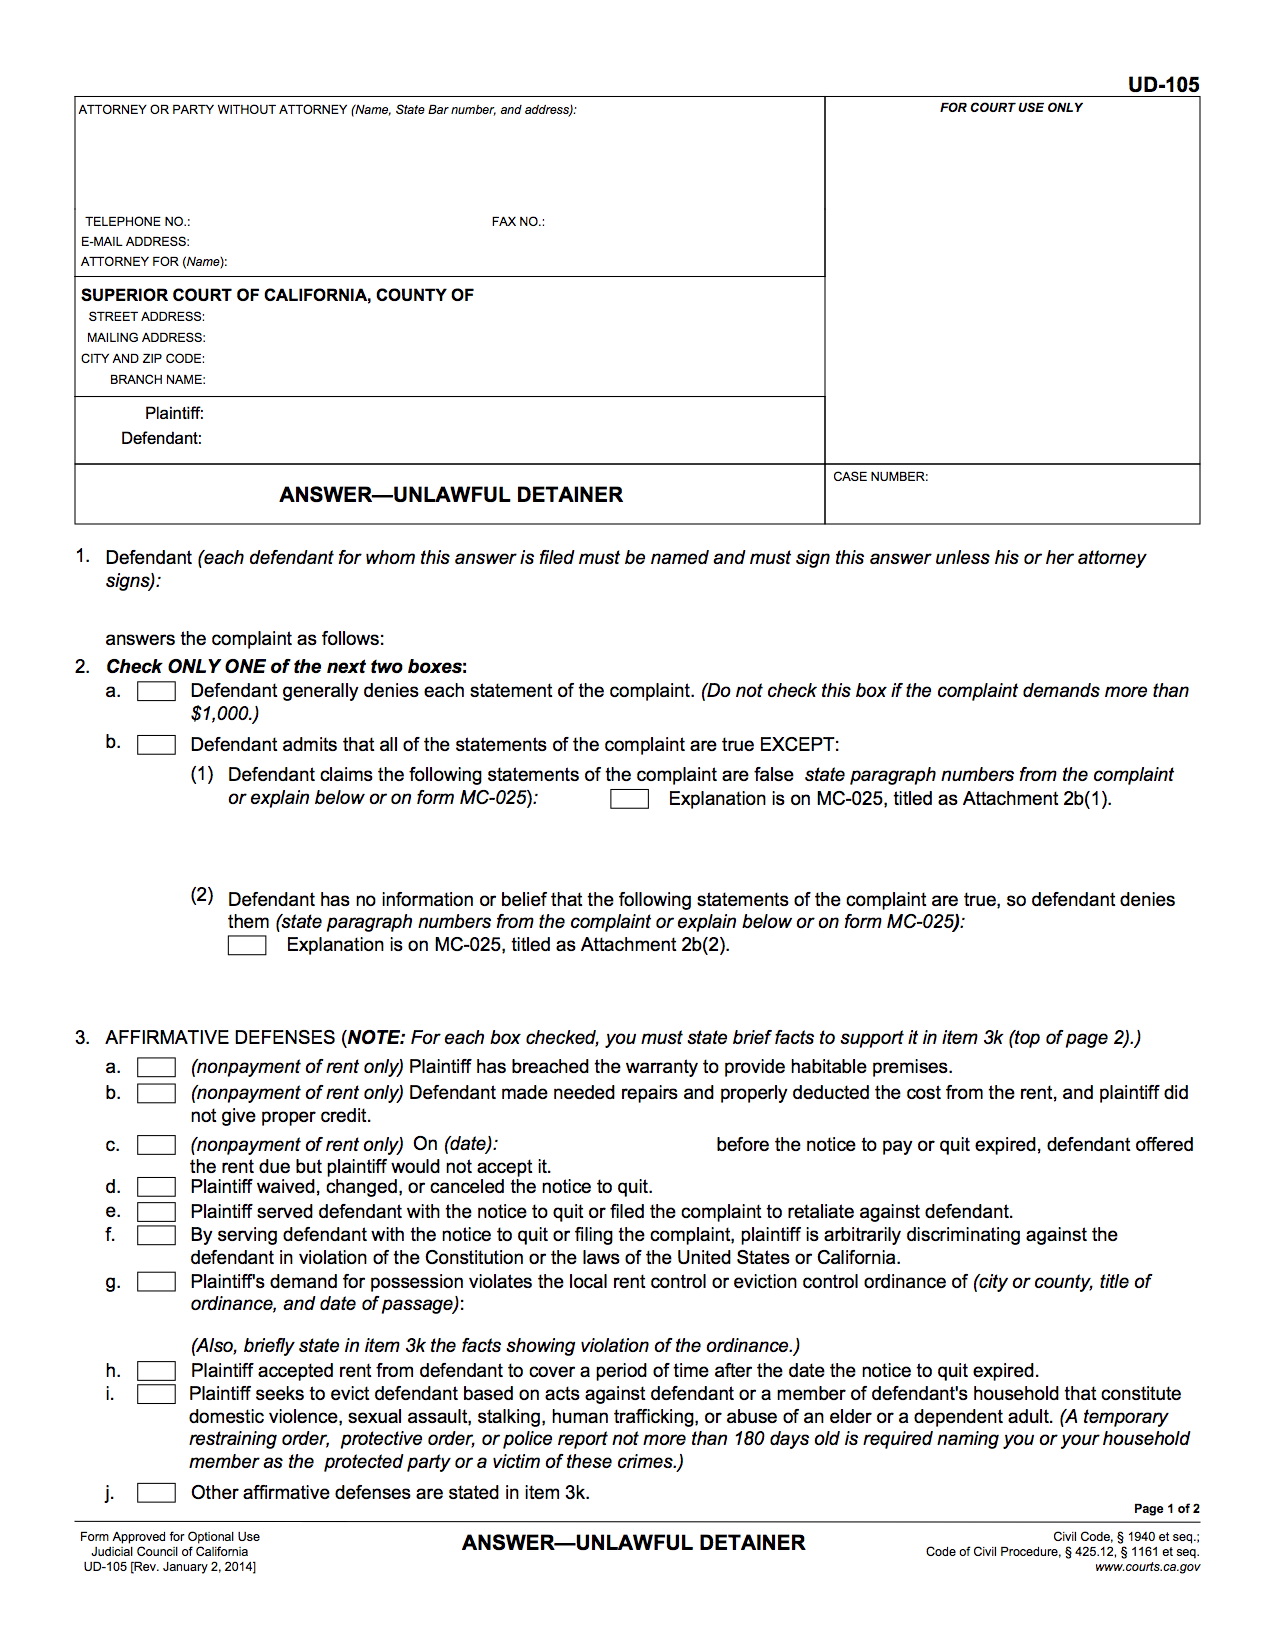 UD-105
ATTORNEY OR PARTY WITHOUT ATTORNEY (Name, State Bar number, and address):
FOR COURT USE ONLY
TELEPHONE NO.: FAX NO.:
E-MAIL ADDRESS:
ATTORNEY FOR (Name):
SUPERIOR COURT OF CALIFORNIA, COUNTY OF
STREET ADDRESS:
MAILING ADDRESS:
CITY AND ZIP CODE:
BRANCH NAME:
Plaintiff:
Defendant:
ANSWER—UNLAWFUL DETAINER
CASE NUMBER:
1. Defendant (each defendant for whom this answer is filed must be named and must sign this answer unless his or her attorney
signs):
answers the complaint as follows:
2. Check ONLY ONE of the next two boxes:
a. Defendant generally denies each statement of the complaint. (Do not check this box if the complaint demands more than
$1,000.)
b. Defendant admits that all of the statements of the complaint are true EXCEPT:
(1) Defendant claims the following statements of the complaint are false state paragraph numbers from the complaint
or explain below or on form MC-025): Explanation is on MC-025, titled as Attachment 2b(1).
(2) Defendant has no information or belief that the following statements of the complaint are true, so defendant denies
them (state paragraph numbers from the complaint or explain below or on form MC-025):
Explanation is on MC-025, titled as Attachment 2b(2).
3. AFFIRMATIVE DEFENSES (NOTE: For each box checked, you must state brief facts to support it in item 3k (top of page 2).)
a. (nonpayment of rent only) Plaintiff has breached the warranty to provide habitable premises.
b. (nonpayment of rent only) Defendant made needed repairs and properly deducted the cost from the rent, and plaintiff did
not give proper credit.
c. (nonpayment of rent only) On (date): before the notice to pay or quit expired, defendant offered
the rent due but plaintiff would not accept it.
d. Plaintiff waived, changed, or canceled the notice to quit.
e. Plaintiff served defendant with the notice to quit or filed the complaint to retaliate against defendant.
f. By serving defendant with the notice to quit or filing the complaint, plaintiff is arbitrarily discriminating against the
defendant in violation of the Constitution or the laws of the United States or California.
g. Plaintiff's demand for possession violates the local rent control or eviction control ordinance of (city or county, title of
ordinance, and date of passage):
(Also, briefly state in item 3k the facts showing violation of the ordinance.)
h. Plaintiff accepted rent from defendant to cover a period of time after the date the notice to quit expired.
i. Plaintiff seeks to evict defendant based on acts against defendant or a member of defendant's household that constitute
domestic violence, sexual assault, stalking, human trafficking, or abuse of an elder or a dependent adult. (A temporary
restraining order, protective order, or police report not more than 180 days old is required naming you or your household
member as the protected party or a victim of these crimes.)
j. Other affirmative defenses are stated in item 3k.
Page 1 of 2
Form Approved for Optional Use
Judicial Council of California
UD-105 [Rev. January 2, 2014]
ANSWER—UNLAWFUL DETAINER
Civil Code, § 1940 et seq.;
Code of Civil Procedure, § 425.12, § 1161 et seq.
www.courts.ca.gov